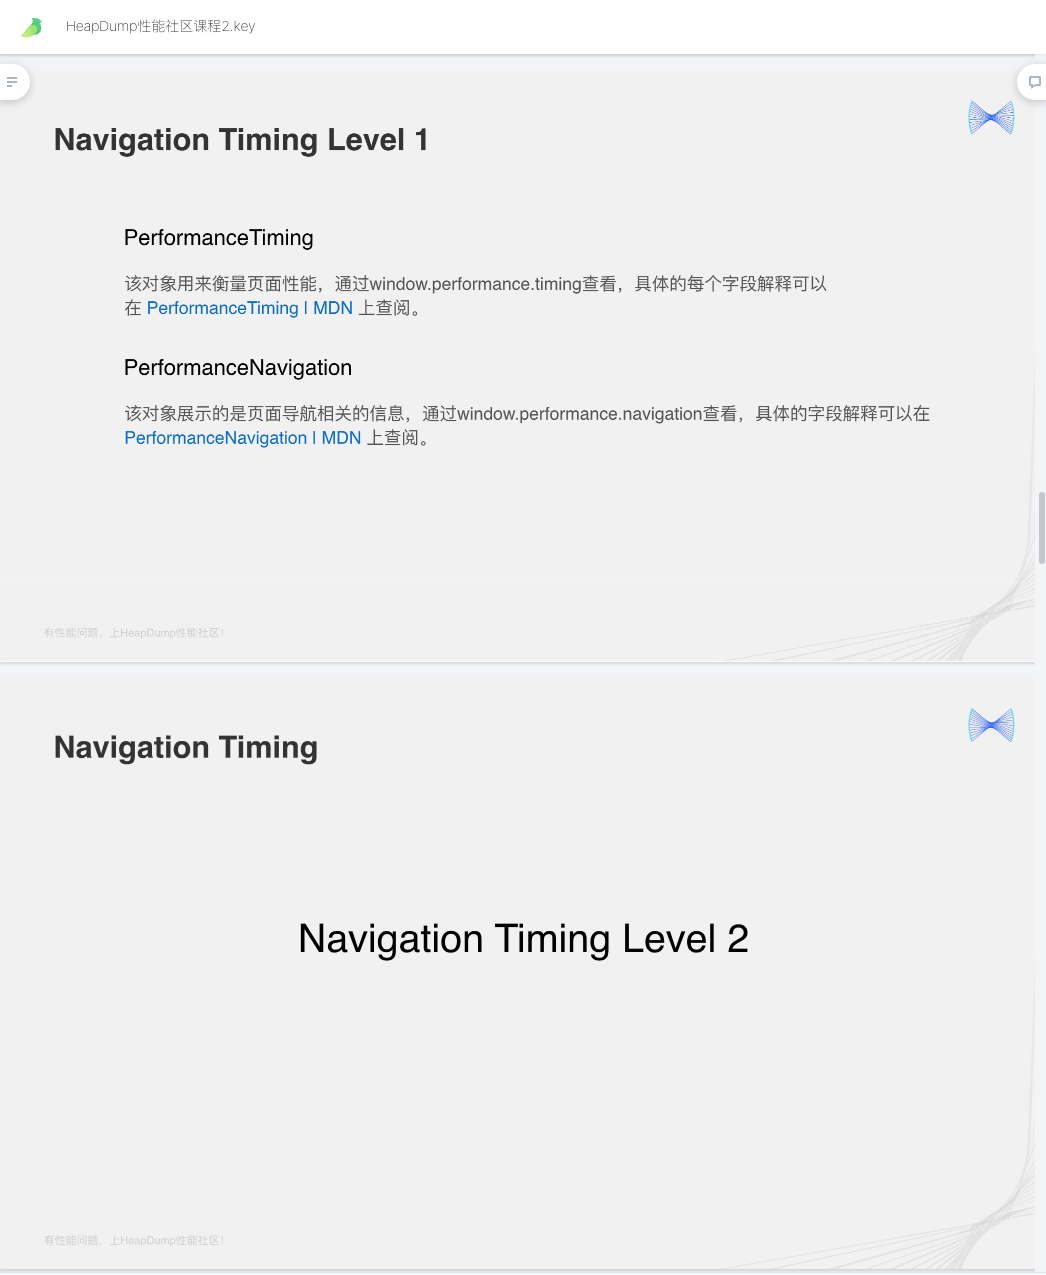 HeapDump性能社区课程2.key
Navigation Timing Level 1
PerformanceTiming
该对象用来衡量页面性能，通过window.performance.timing查看，具体的每个字段解释可以
在 PerformanceTiming | MDN 上查阅。
PerformanceNavigation
该对象展示的是页面导航相关的信息，通过window.performance.navigation查看，具体的字段解释可以在
PerformanceNavigation | MDN 上查阅。
有性能问题，上HeapDump性能社区！
Navigation Timing
Navigation Timing Level 2
有性能问题，上HeapDump性能社区！